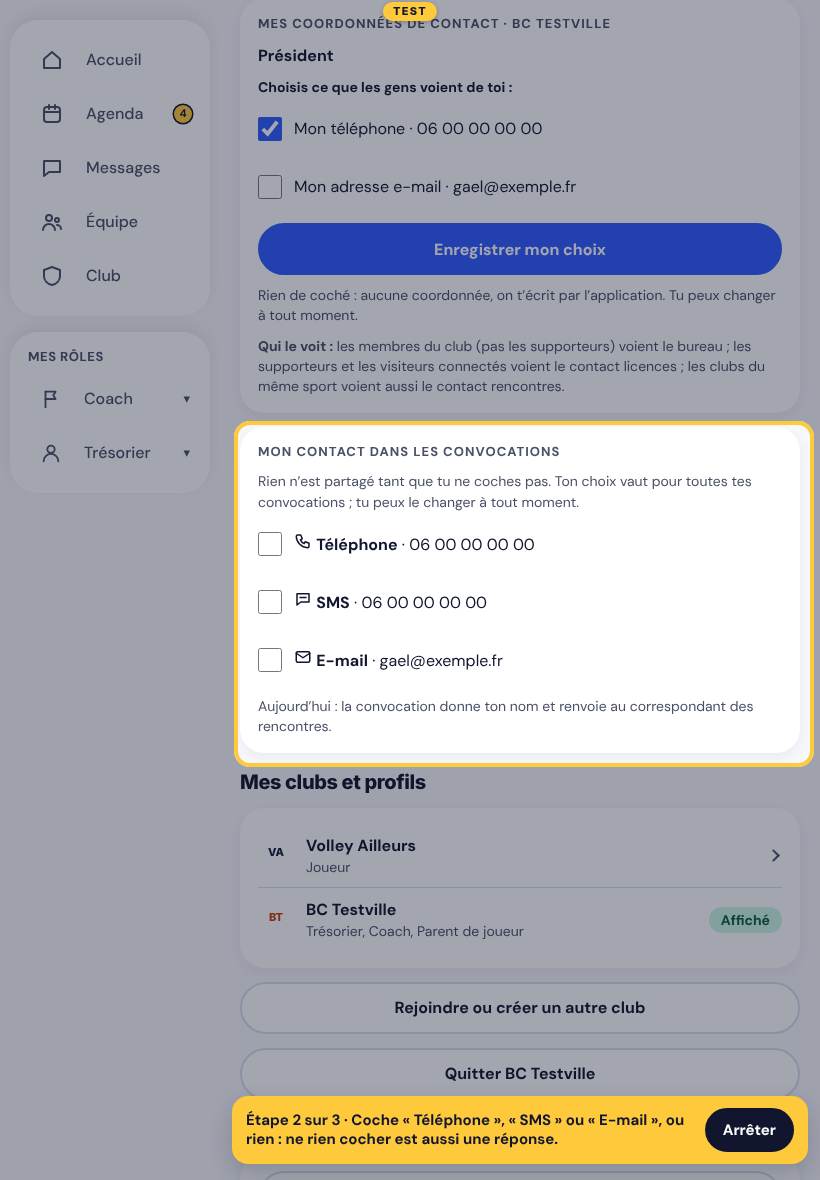 TEST
Accueil
Agenda 4
Messages
Équipe
Club
MES RÔLES
Coach ▾
Trésorier ▾
MES COORDONNÉES DE CONTACT · BC TESTVILLE
Président
Choisis ce que les gens voient de toi :
Mon téléphone · 06 00 00 00 00
Mon adresse e-mail · gael@exemple.fr
Enregistrer mon choix
Rien de coché : aucune coordonnée, on t’écrit par l’application. Tu peux changer
à tout moment.
Qui le voit : les membres du club (pas les supporteurs) voient le bureau ; les
supporteurs et les visiteurs connectés voient le contact licences ; les clubs du
même sport voient aussi le contact rencontres.
MON CONTACT DANS LES CONVOCATIONS
Rien n’est partagé tant que tu ne coches pas. Ton choix vaut pour toutes tes
convocations ; tu peux le changer à tout moment.
Téléphone · 06 00 00 00 00
SMS · 06 00 00 00 00
E-mail · gael@exemple.fr
Aujourd’hui : la convocation donne ton nom et renvoie au correspondant des
rencontres.
Mes clubs et profils
VA Volley Ailleurs
Joueur
BT BC Testville
Trésorier, Coach, Parent de joueur
Affiché
Rejoindre ou créer un autre club
Quitter BC Testville
Étape 2 sur 3 · Coche « Téléphone », « SMS » ou « E-mail », ou
rien : ne rien cocher est aussi une réponse.
Arrêter